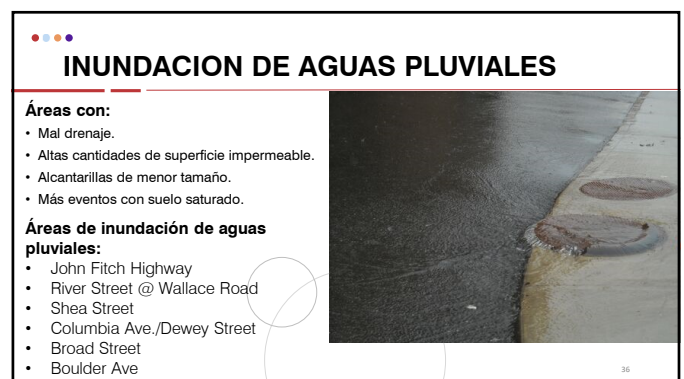 INUNDACION DE AGUAS PLUVIALES
Áreas con:
• Mal drenaje.
• Altas cantidades de superficie impermeable.
• Alcantarillas de menor tamaño.
• Más eventos con suelo saturado.
Áreas de inundación de aguas
pluviales:
• John Fitch Highway
• River Street @ Wallace Road
• Shea Street
• Columbia Ave./Dewey Street
• Broad Street
• Boulder Ave
36